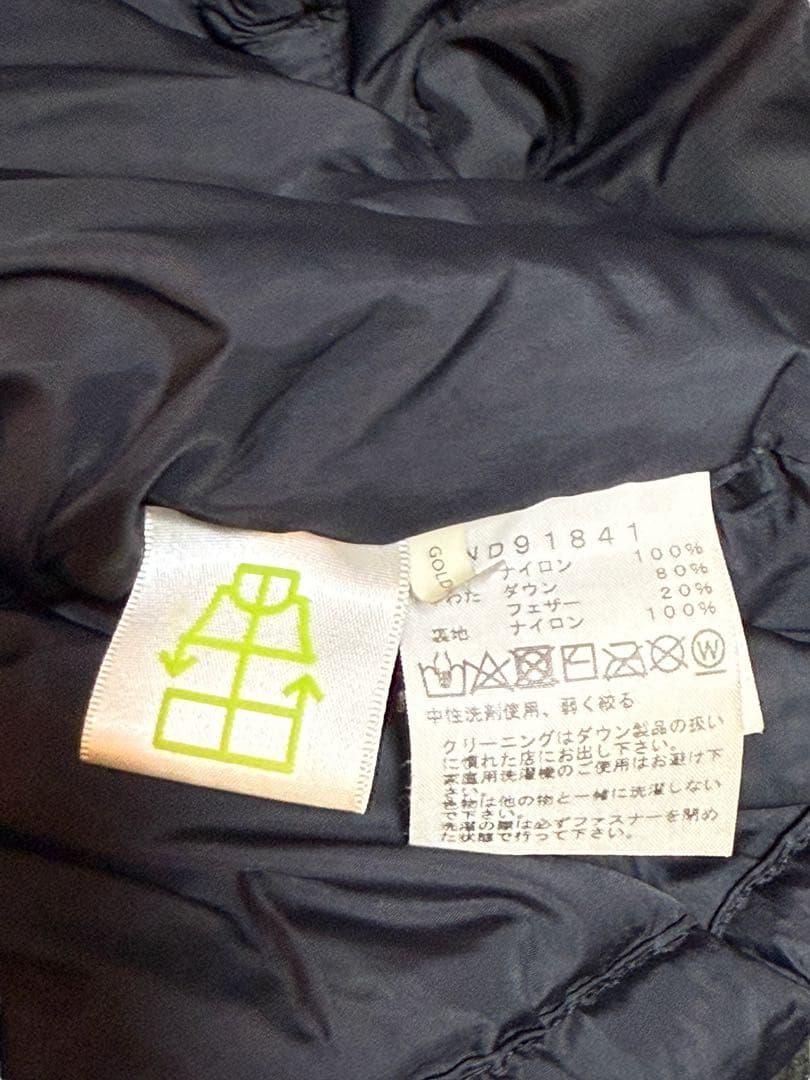 GOLD
ND91841
ナイロン 100%
わた ダウン 80%
フェザー 20%
裏地 ナイロン 100%
W
中性洗剤使用、弱く絞る
クリーニングはダウン製品の扱い
に慣れた店にお出し下さい。
家庭用洗濯機のご使用はお避け下
さい。
色物は他の物と一緒に洗濯しない
で下さい。
洗濯の際は必ずファスナーを閉め
た状態で行って下さい。